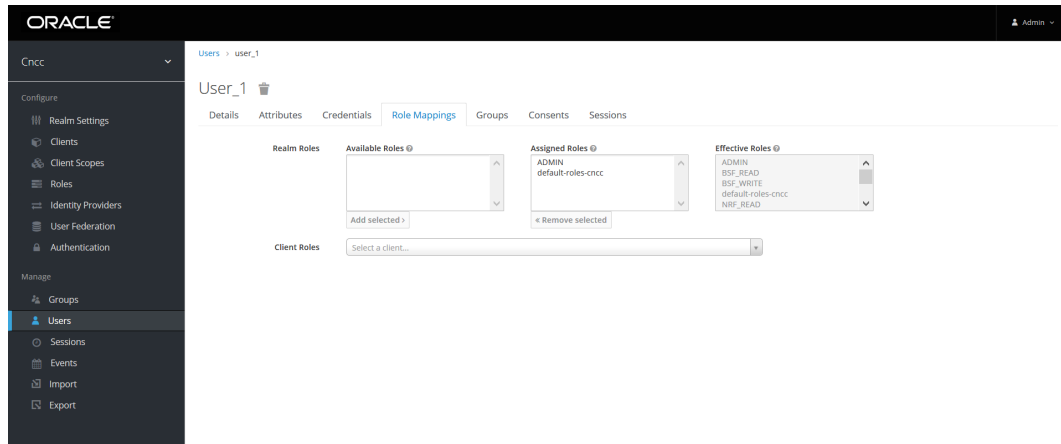 ORACLE
Admin
Cncc
Users > user_1
User_1
Configure
Realm Settings
Clients
Client Scopes
Roles
Identity Providers
User Federation
Authentication
Manage
Groups
Users
Sessions
Events
Import
Export
Details Attributes Credentials Role Mappings Groups Consents Sessions
Realm Roles
Available Roles
Add selected >
Assigned Roles
ADMIN
default-roles-cncc
« Remove selected
Effective Roles
ADMIN
BSF_READ
BSF_WRITE
default-roles-cncc
NRF_READ
Client Roles
Select a client...